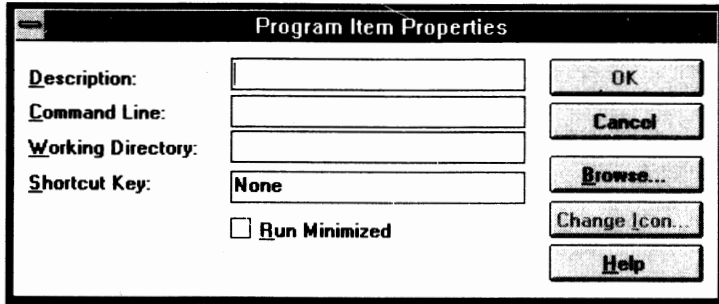 Program Item Properties
Description:
Command Line:
Working Directory:
Shortcut Key:
None
Run Minimized
OK
Cancel
Browse...
Change Icon...
Help